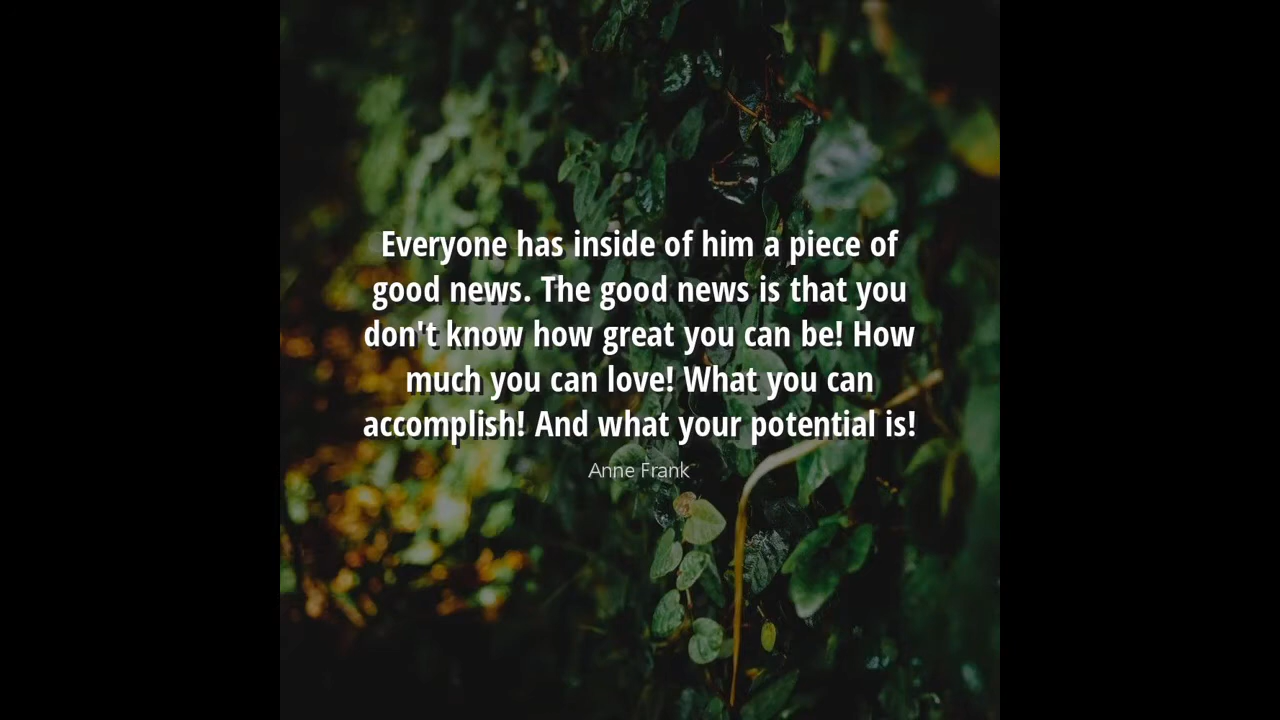 Everyone has inside of him a piece of
good news. The good news is that you
don't know how great you can be! How
much you can love! What you can
accomplish! And what your potential is!
Anne Frank